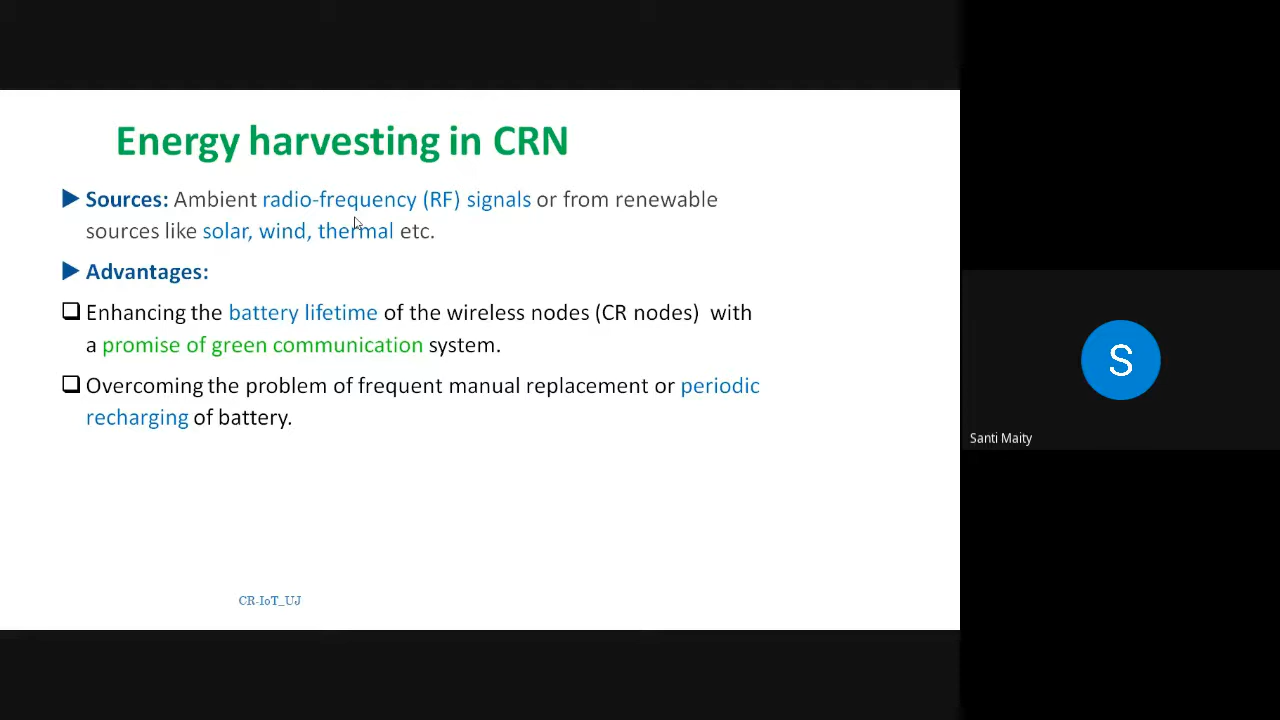 Energy harvesting in CRN
Sources: Ambient radio-frequency (RF) signals or from renewable
sources like solar, wind, thermal etc.
Advantages:
Enhancing the battery lifetime of the wireless nodes (CR nodes) with
a promise of green communication system.
Overcoming the problem of frequent manual replacement or periodic
recharging of battery.
CR-IoT_UJ
S
Santi Maity